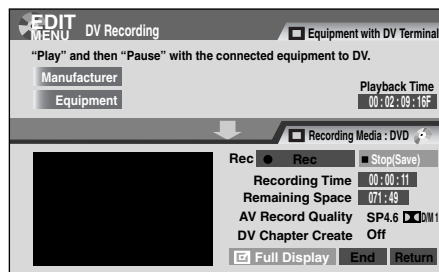 EDIT
MENU DV Recording
Equipment with DV Terminal
“Play” and then “Pause” with the connected equipment to DV.
Manufacturer
Equipment
Playback Time
00:02:09:16F
Recording Media : DVD
Rec ● Rec ■ Stop(Save)
Recording Time 00:00:11
Remaining Space 071:49
AV Record Quality SP4.6 D/M 1
DV Chapter Create Off
Full Display End Return